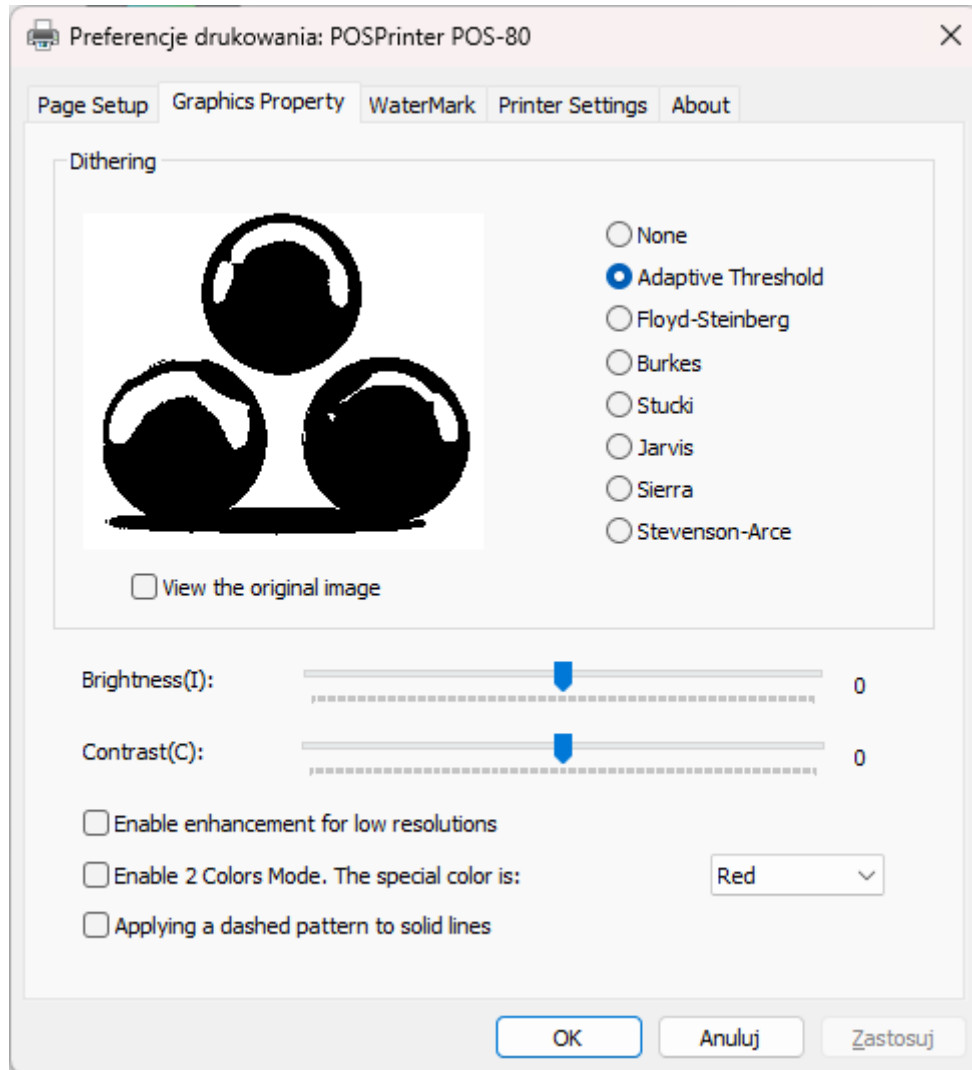 Preferencje drukowania: POSPrinter POS-80
Page Setup Graphics Property WaterMark Printer Settings About
Dithering
None
Adaptive Threshold
Floyd-Steinberg
Burkes
Stucki
Jarvis
Sierra
Stevenson-Arce
View the original image
Brightness(I): 0
Contrast(C): 0
Enable enhancement for low resolutions
Enable 2 Colors Mode. The special color is: Red
Applying a dashed pattern to solid lines
OK Anuluj Zastosuj